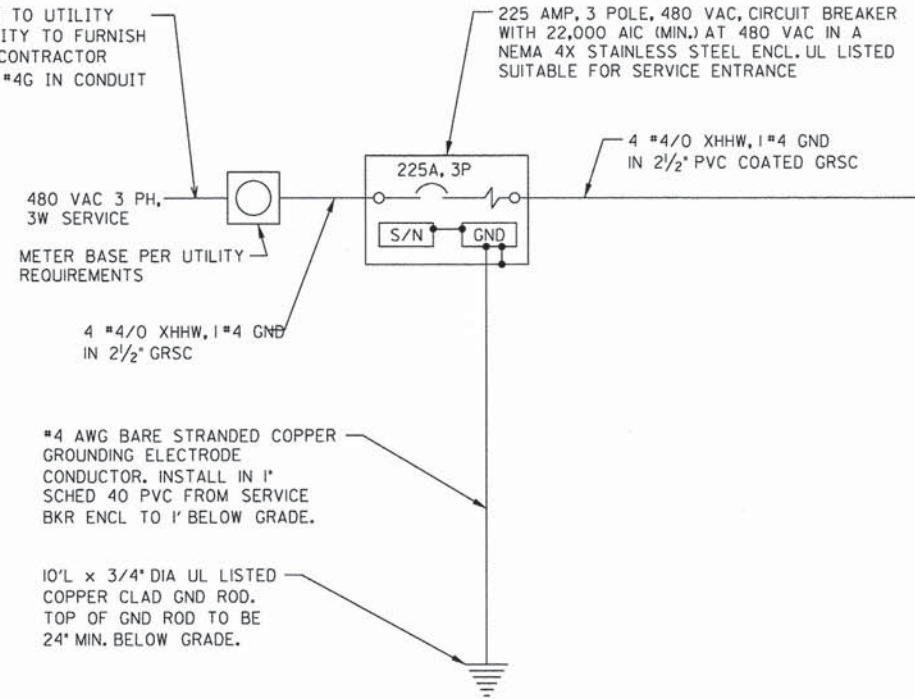 TO UTILITY
ITY TO FURNISH
CONTRACTOR
#4G IN CONDUIT
225 AMP, 3 POLE, 480 VAC, CIRCUIT BREAKER
WITH 22,000 AIC (MIN.) AT 480 VAC IN A
NEMA 4X STAINLESS STEEL ENCL. UL LISTED
SUITABLE FOR SERVICE ENTRANCE
4 #4/0 XHHW, 1 #4 GND
IN 2½" PVC COATED GRSC
225A, 3P
480 VAC 3 PH,
3W SERVICE
S/N
GND
METER BASE PER UTILITY
REQUIREMENTS
4 #4/0 XHHW, 1 #4 GND
IN 2½" GRSC
#4 AWG BARE STRANDED COPPER
GROUNDING ELECTRODE
CONDUCTOR. INSTALL IN 1"
SCHED 40 PVC FROM SERVICE
BKR ENCL TO 1' BELOW GRADE.
10'L x 3/4" DIA UL LISTED
COPPER CLAD GND ROD.
TOP OF GND ROD TO BE
24" MIN. BELOW GRADE.